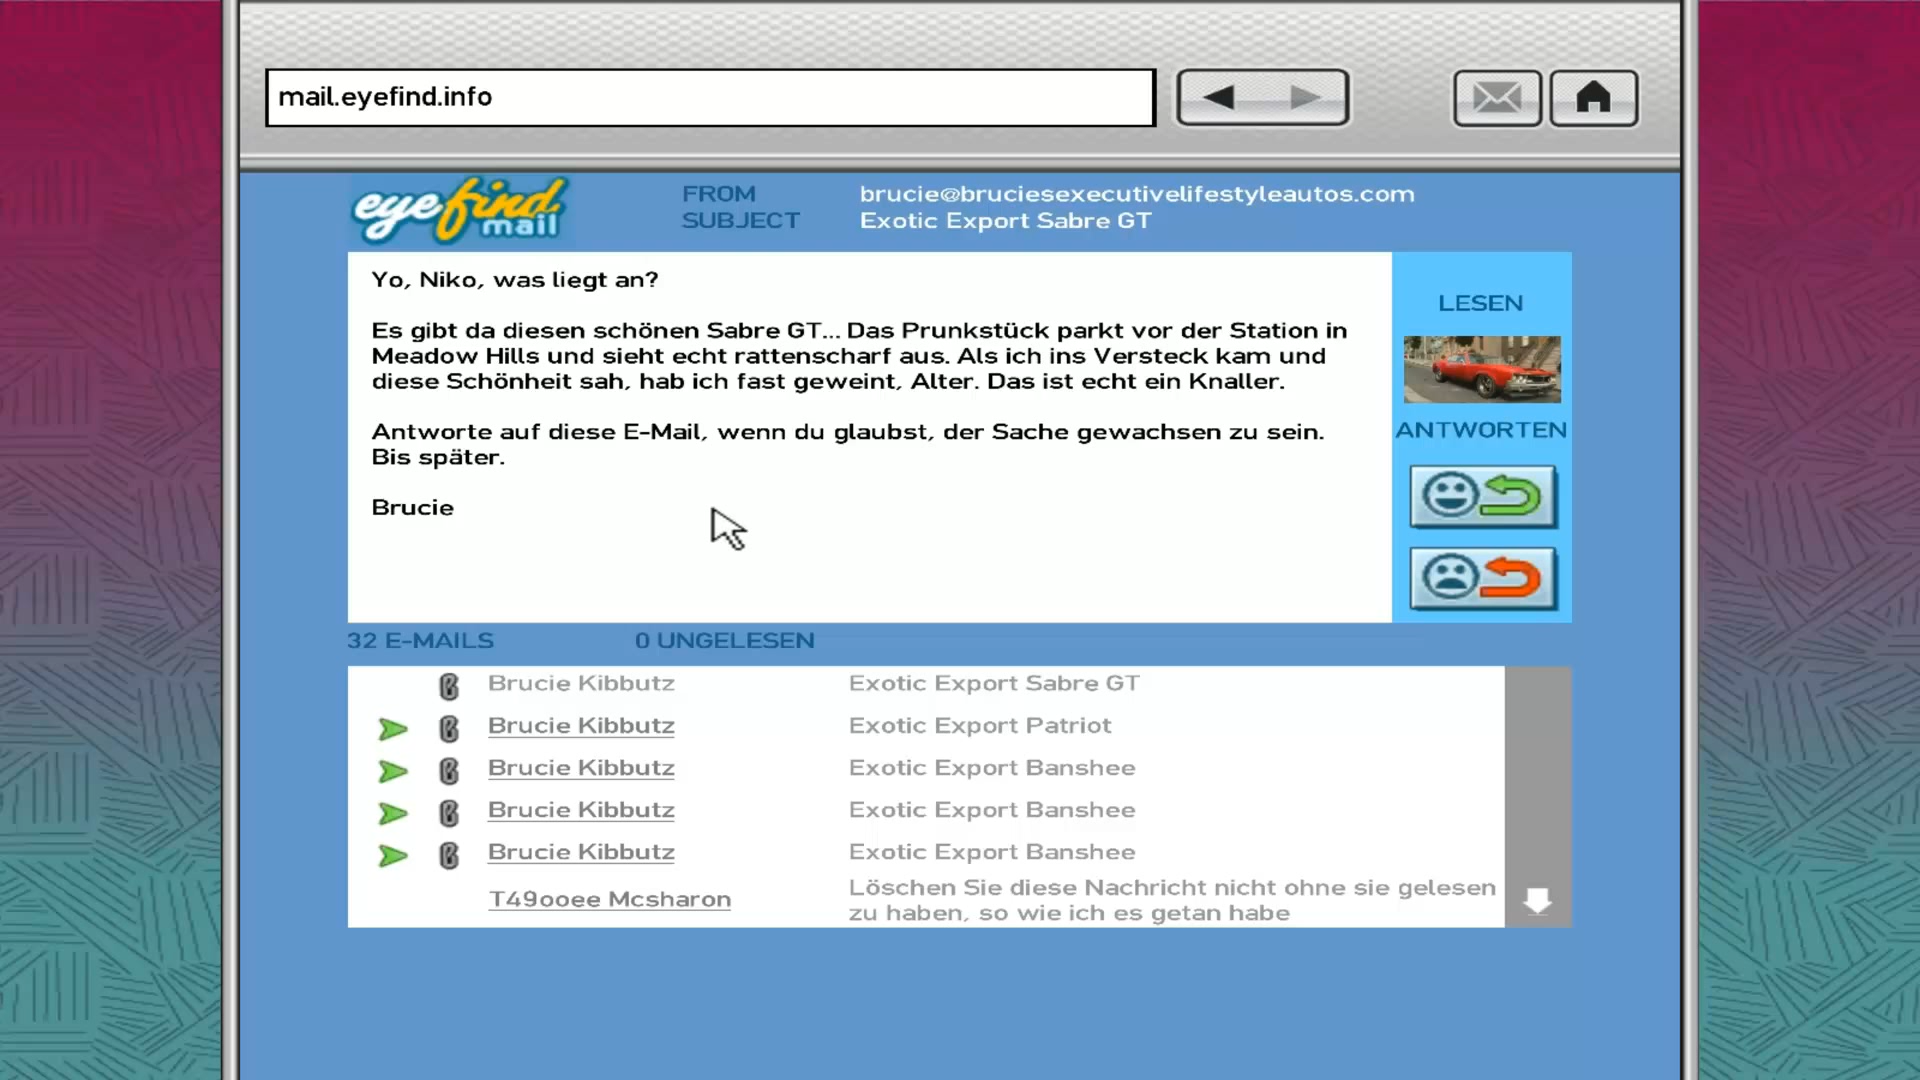 mail.eyefind.info
eyefind mail
FROM brucie@bruciesexecutivelifestyleautos.com
SUBJECT Exotic Export Sabre GT
Yo, Niko, was liegt an?
Es gibt da diesen schönen Sabre GT... Das Prunkstück parkt vor der Station in
Meadow Hills und sieht echt rattenscharf aus. Als ich ins Versteck kam und
diese Schönheit sah, hab ich fast geweint, Alter. Das ist echt ein Knaller.
Antworte auf diese E-Mail, wenn du glaubst, der Sache gewachsen zu sein.
Bis später.
Brucie
LESEN
ANTWORTEN
32 E-MAILS 0 UNGELESEN
Brucie Kibbutz Exotic Export Sabre GT
Brucie Kibbutz Exotic Export Patriot
Brucie Kibbutz Exotic Export Banshee
Brucie Kibbutz Exotic Export Banshee
Brucie Kibbutz Exotic Export Banshee
T49ooee Mcsharon Löschen Sie diese Nachricht nicht ohne sie gelesen
zu haben, so wie ich es getan habe